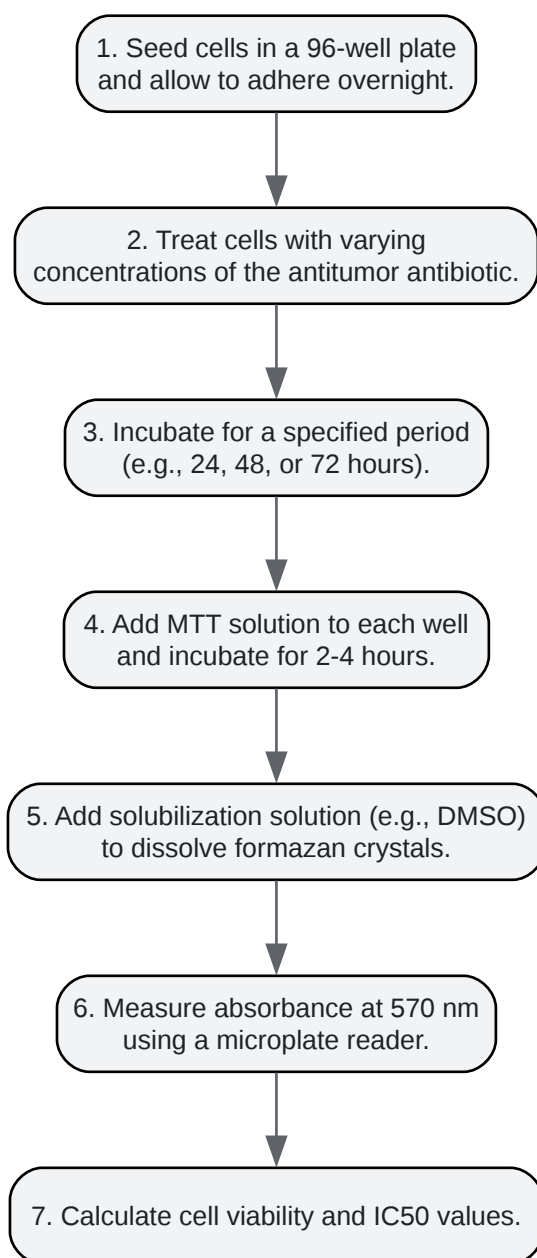 1. Seed cells in a 96-well plate
and allow to adhere overnight.
2. Treat cells with varying
concentrations of the antitumor antibiotic.
3. Incubate for a specified period
(e.g., 24, 48, or 72 hours).
4. Add MTT solution to each well
and incubate for 2-4 hours.
5. Add solubilization solution (e.g., DMSO)
to dissolve formazan crystals.
6. Measure absorbance at 570 nm
using a microplate reader.
7. Calculate cell viability and IC50 values.